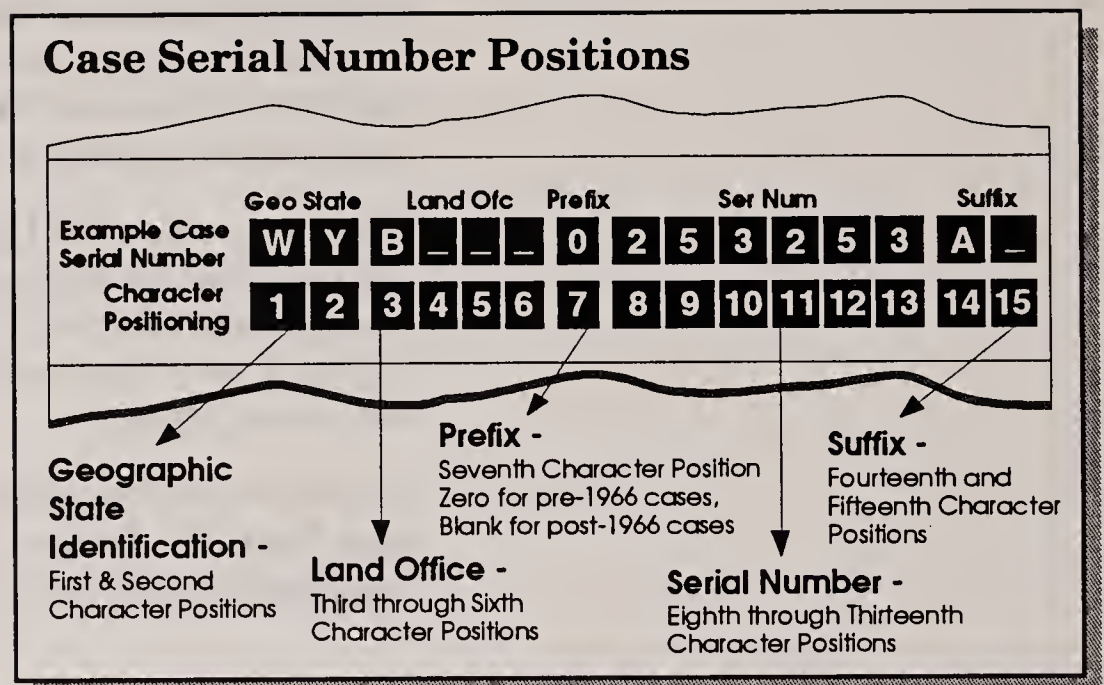 Case Serial Number Positions
Geo State Land Ofc Prefix Ser Num Suffix
Example Case Serial Number
W Y B _ _ _ 0 2 5 3 2 5 3 A _
Character Positioning
1 2 3 4 5 6 7 8 9 10 11 12 13 14 15
Geographic
State
Identification -
First & Second
Character Positions
Land Office -
Third through Sixth
Character Positions
Prefix -
Seventh Character Position
Zero for pre-1966 cases,
Blank for post-1966 cases
Serial Number -
Eighth through Thirteenth
Character Positions
Suffix -
Fourteenth and
Fifteenth Character
Positions